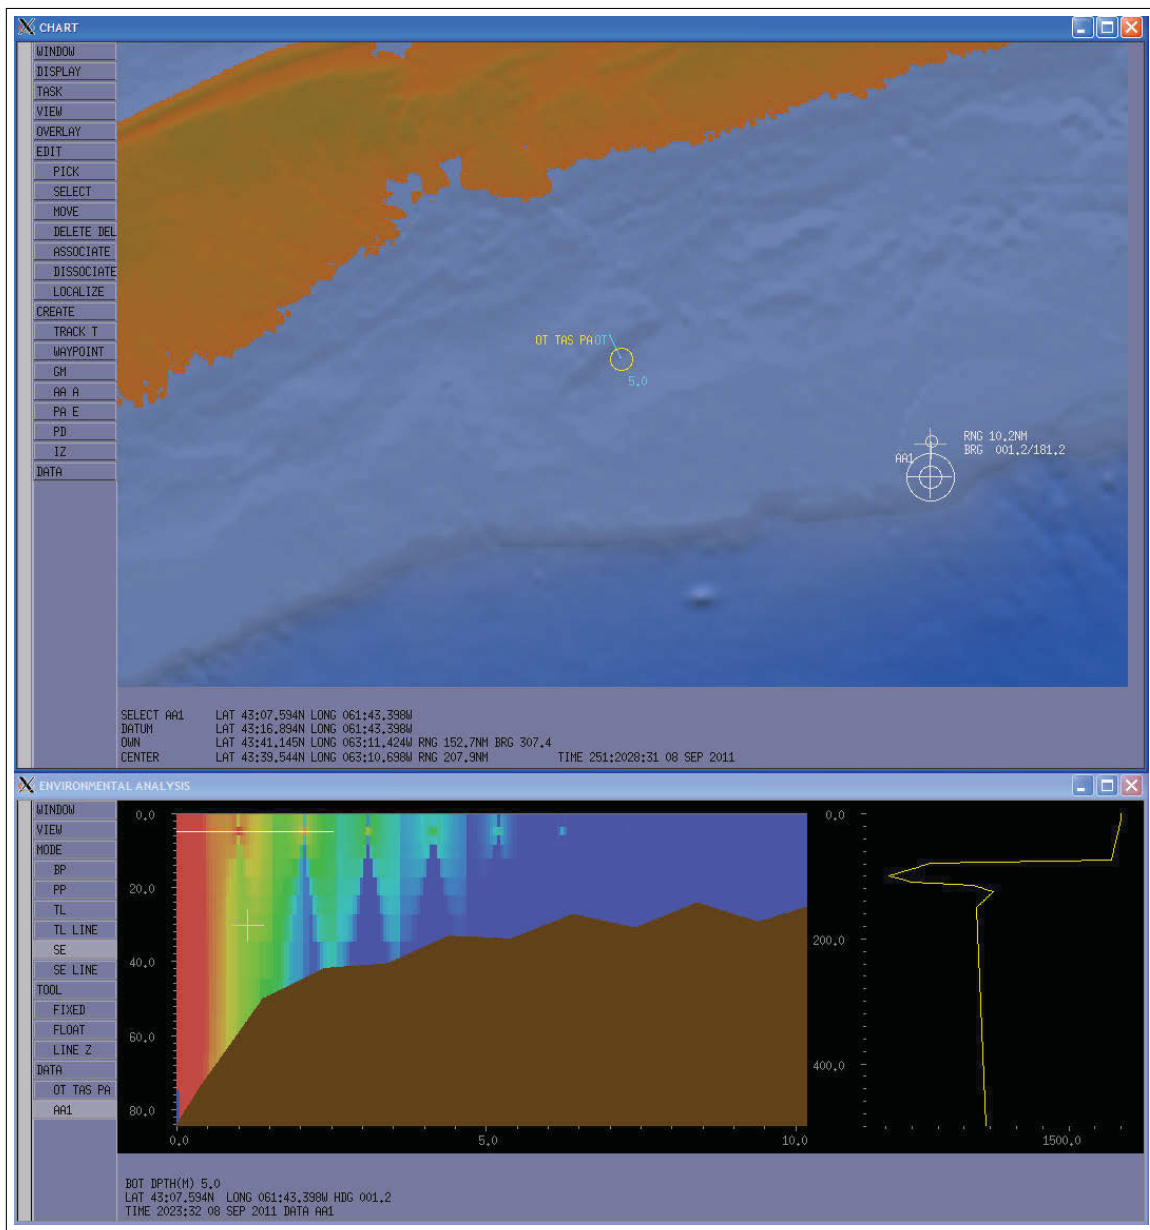 CHART
WINDOW
DISPLAY
TASK
VIEW
OVERLAY
EDIT
PICK
SELECT
MOVE
DELETE DEL
ASSOCIATE
DISSOCIATE
LOCALIZE
CREATE
TRACK T
WAYPOINT
GM
AA A
PA E
PD
IZ
DATA
OT TAS PA OT
5.0
AA1
RNG 10.2NM
BRG 001.2/181.2
SELECT AA1 LAT 43:07.594N LONG 061:43.398W
DATUM LAT 43:16.894N LONG 061:43.398W
OWN LAT 43:41.145N LONG 063:11.424W RNG 152.7NM BRG 307.4
CENTER LAT 43:39.544N LONG 063:10.698W RNG 207.9NM TIME 251:2028:31 08 SEP 2011
ENVIRONMENTAL ANALYSIS
WINDOW
VIEW
MODE
BP
PP
TL
TL LINE
SE
SE LINE
TOOL
FIXED
FLOAT
LINE Z
DATA
OT TAS PA
AA1
0.0
20.0
40.0
60.0
80.0
0.0 5.0 10.0
0.0
200.0
400.0
1500.0
BOT DPTH(M) 5.0
LAT 43:07.594N LONG 061:43.398W HDG 001.2
TIME 2023:32 08 SEP 2011 DATA AA1